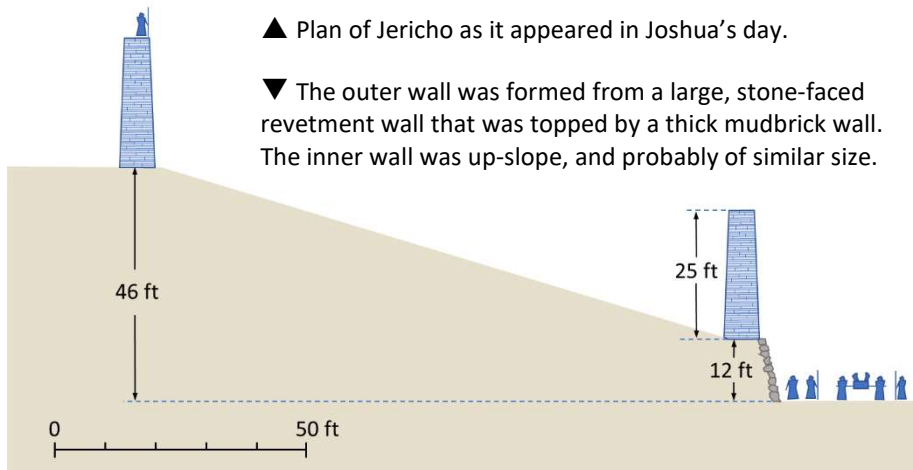 ▲ Plan of Jericho as it appeared in Joshua’s day.
▼ The outer wall was formed from a large, stone-faced
revetment wall that was topped by a thick mudbrick wall.
The inner wall was up-slope, and probably of similar size.
25 ft
46 ft
12 ft
0 50 ft